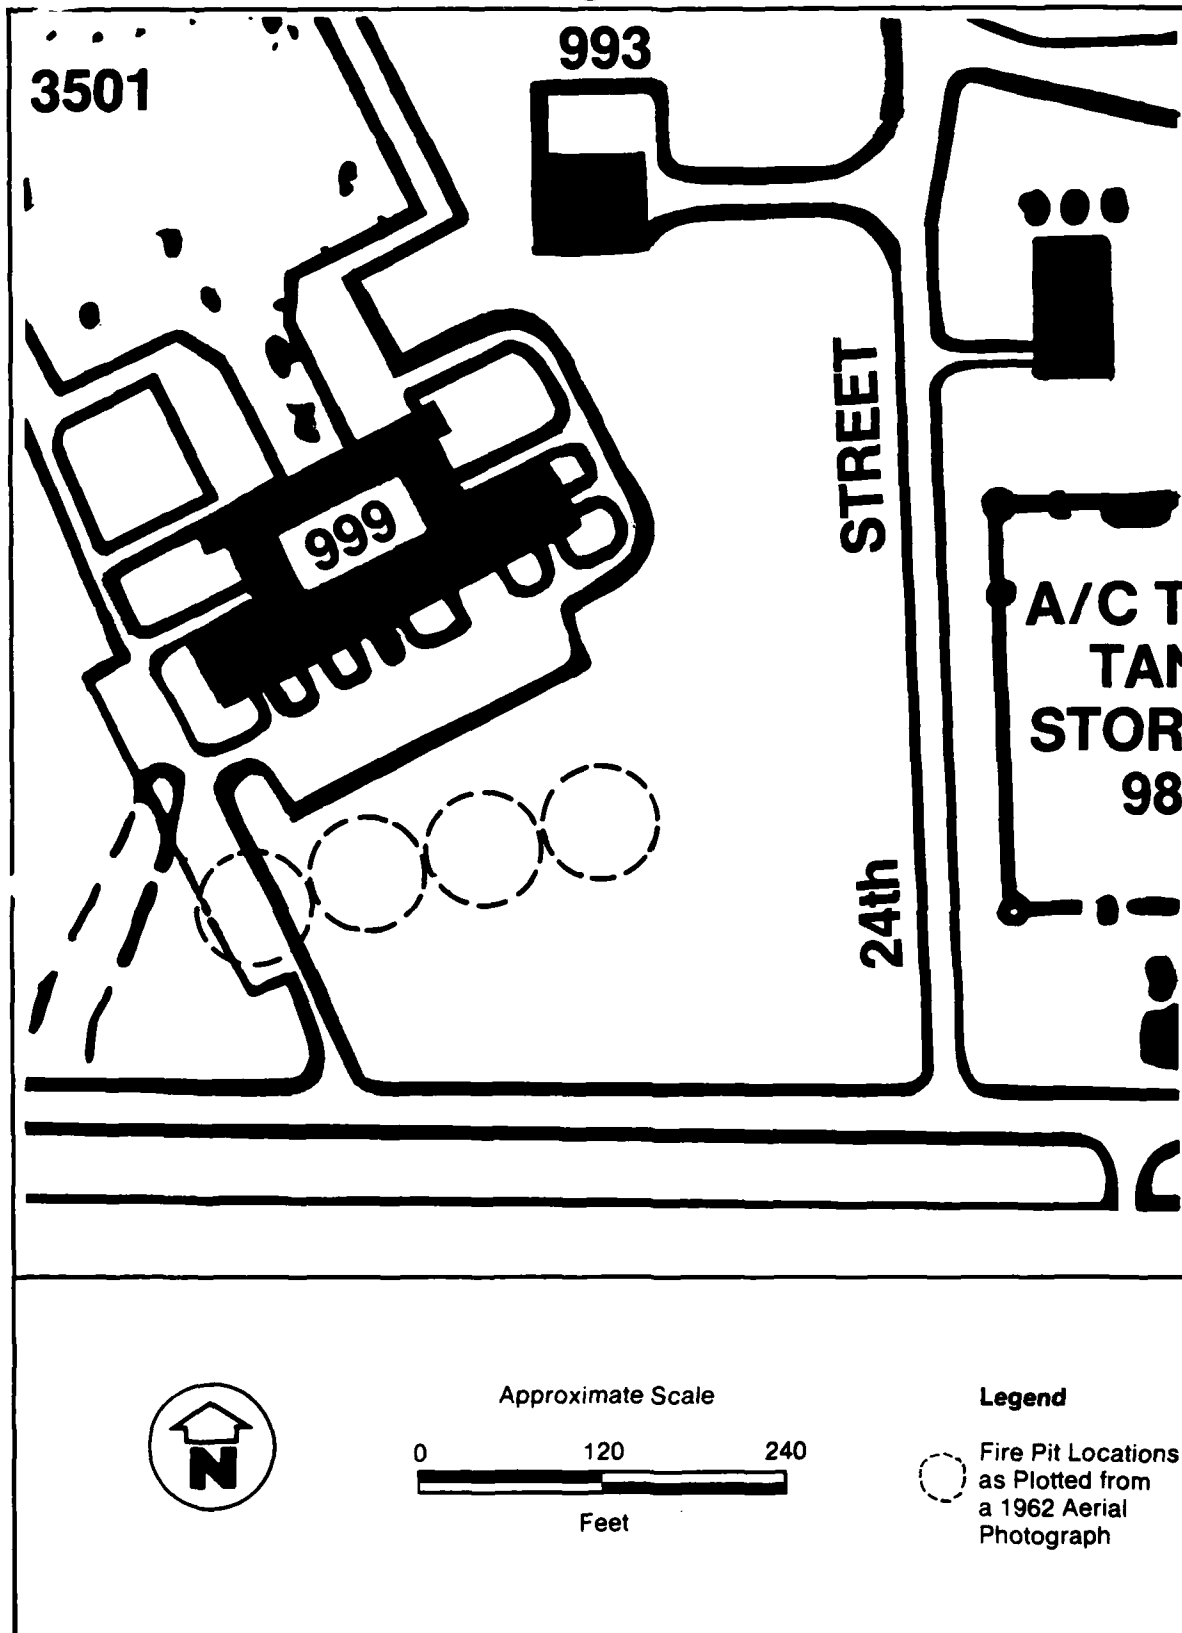 3501
993
999
STREET
24th
A/C T
TAN
STOR
98
N
Approximate Scale
0 120 240
Feet
Legend
Fire Pit Locations
as Plotted from
a 1962 Aerial
Photograph